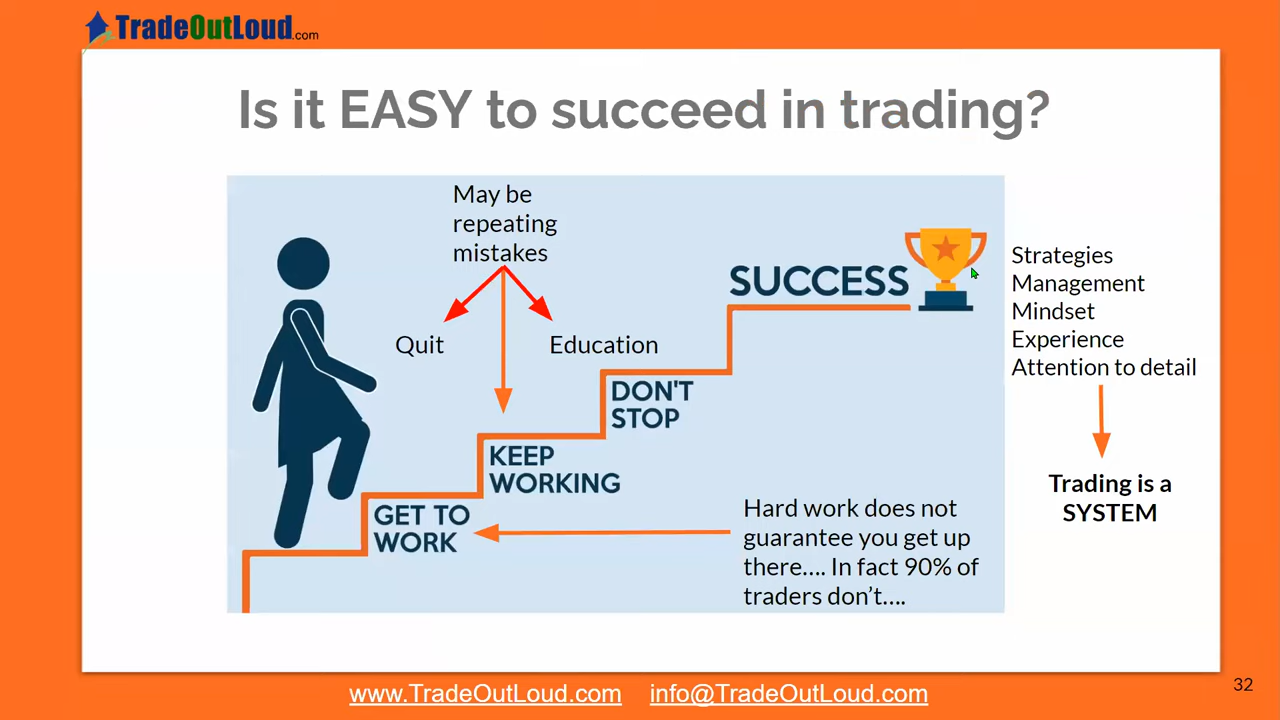 TradeOutLoud.com
Is it EASY to succeed in trading?
May be
repeating
mistakes
Quit
Education
SUCCESS
DON'T
STOP
KEEP
WORKING
GET TO
WORK
Hard work does not
guarantee you get up
there.... In fact 90% of
traders don’t....
Strategies
Management
Mindset
Experience
Attention to detail
Trading is a
SYSTEM
www.TradeOutLoud.com info@TradeOutLoud.com
32